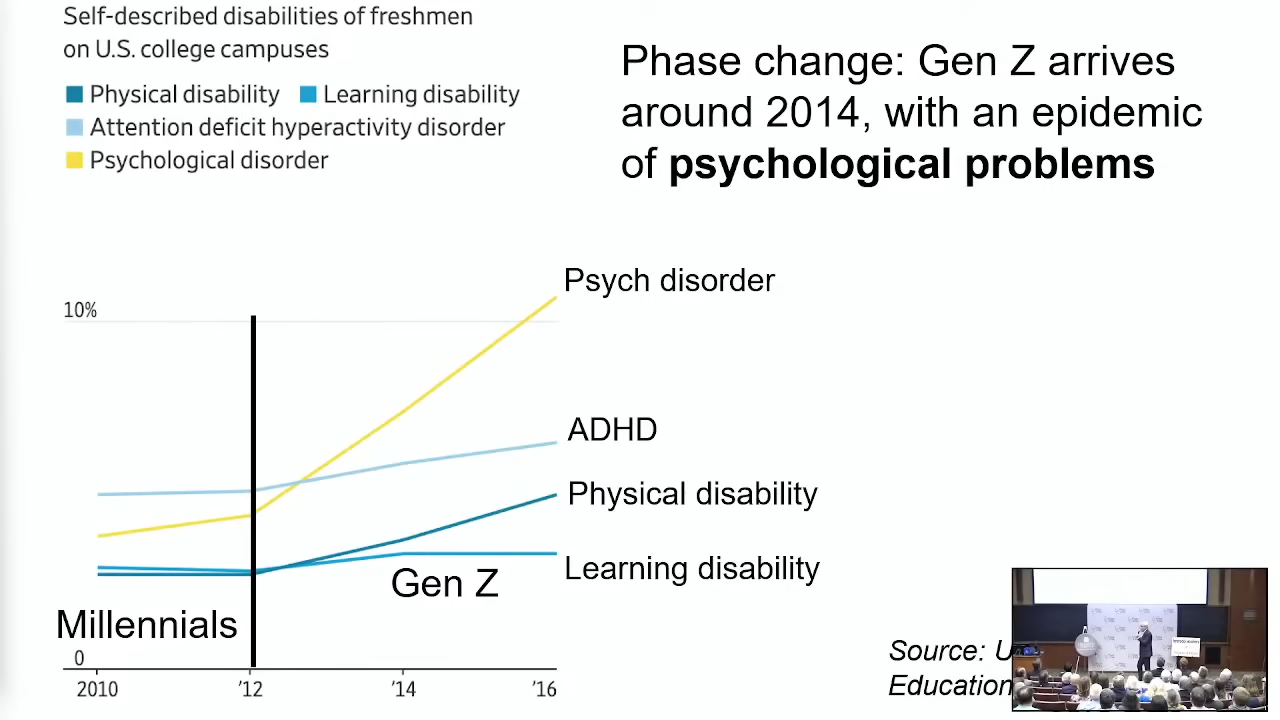 Self-described disabilities of freshmen
on U.S. college campuses
Physical disability Learning disability
Attention deficit hyperactivity disorder
Psychological disorder
Phase change: Gen Z arrives
around 2014, with an epidemic
of psychological problems
10%
Psych disorder
ADHD
Physical disability
Learning disability
Gen Z
Millennials
0
2010 '12 '14 '16
Source: U
Education